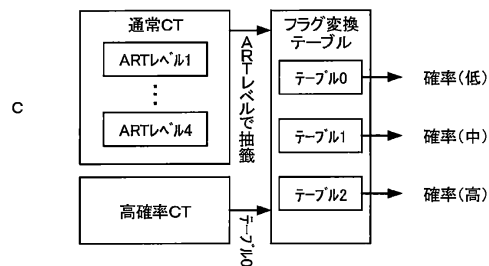 C
通常CT
ARTレベル1
⋮
ARTレベル4
ARTレベルで抽籤
高確率CT
テーブル0
フラグ変換
テーブル
テーブル0
テーブル1
テーブル2
確率(低)
確率(中)
確率(高)